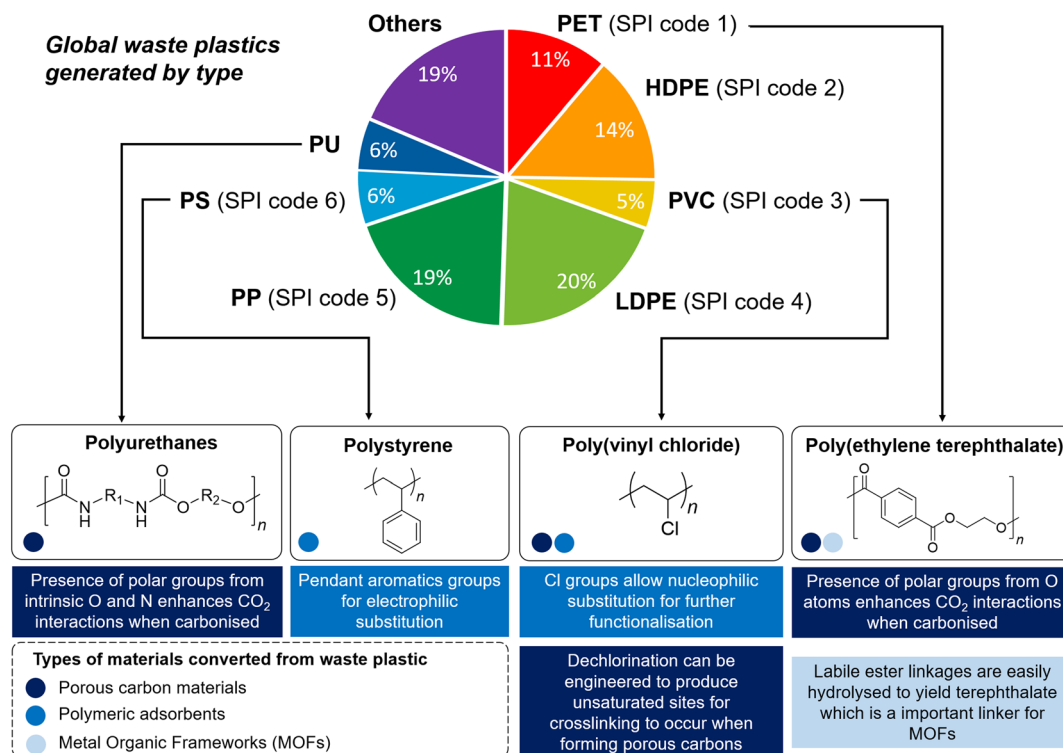 Global waste plastics
generated by type
Others
PET (SPI code 1)
19%
11%
HDPE (SPI code 2)
14%
PU
6%
PS (SPI code 6)
6%
5%
PVC (SPI code 3)
19%
20%
PP (SPI code 5)
LDPE (SPI code 4)
Polyurethanes
O
O
N
H
R1
N
H
O
R2
O
n
Presence of polar groups from
intrinsic O and N enhances CO2
interactions when carbonised
Polystyrene
n
Pendant aromatics groups
for electrophilic
substitution
Poly(vinyl chloride)
n
Cl
Cl groups allow nucleophilic
substitution for further
functionalisation
Dechlorination can be
engineered to produce
unsaturated sites for
crosslinking to occur when
forming porous carbons
Poly(ethylene terephthalate)
O
O
O
O
n
Presence of polar groups from O
atoms enhances CO2 interactions
when carbonised
Labile ester linkages are easily
hydrolysed to yield terephthalate
which is a important linker for
MOFs
Types of materials converted from waste plastic
Porous carbon materials
Polymeric adsorbents
Metal Organic Frameworks (MOFs)